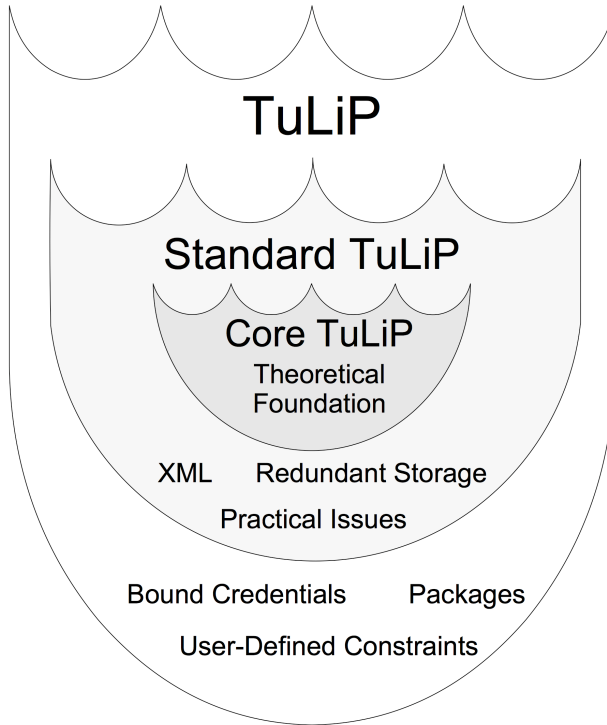 TuLiP
Standard TuLiP
Core TuLiP
Theoretical
Foundation
XML Redundant Storage
Practical Issues
Bound Credentials Packages
User-Defined Constraints